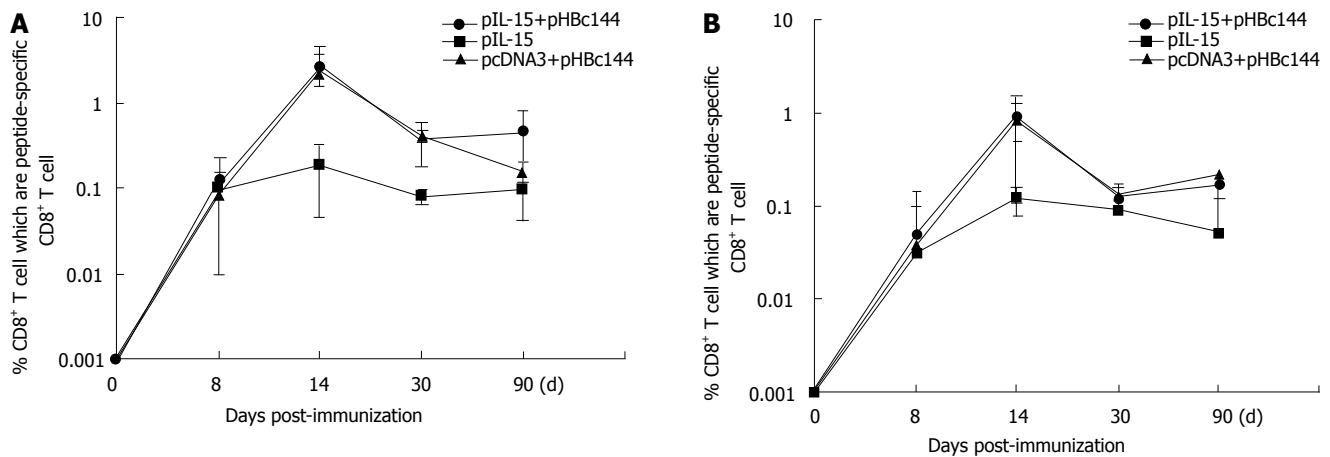 A
pIL-15+pHBc144
pIL-15
pcDNA3+pHBc144
% CD8⁺ T cell which are peptide-specific
CD8⁺ T cell
10
1
0.1
0.01
0.001
0
8
14
30
90 (d)
Days post-immunization
B
pIL-15+pHBc144
pIL-15
pcDNA3+pHBc144
% CD8⁺ T cell which are peptide-specific
CD8⁺ T cell
10
1
0.1
0.01
0.001
0
8
14
30
90 (d)
Days post-immunization